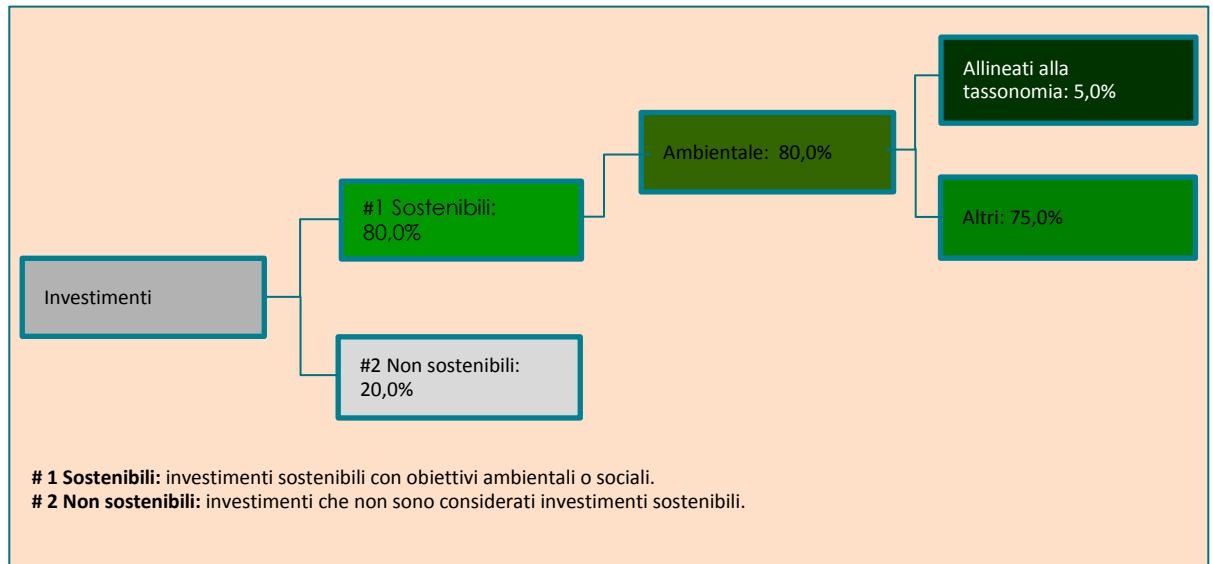 Investimenti
#1 Sostenibili:
80,0%
#2 Non sostenibili:
20,0%
Ambientale: 80,0%
Allineati alla
tassonomia: 5,0%
Altri: 75,0%
# 1 Sostenibili: investimenti sostenibili con obiettivi ambientali o sociali.
# 2 Non sostenibili: investimenti che non sono considerati investimenti sostenibili.